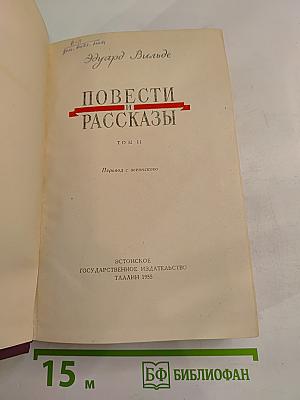 Эдуард Вильде
ПОВЕСТИ
И
РАССКАЗЫ
ТОМ II
Перевод с эстонского
ЭСТОНСКОЕ
ГОСУДАРСТВЕННОЕ ИЗДАТЕЛЬСТВО
ТАЛЛИН 1955
15 м
БФ БИБЛИОФАН